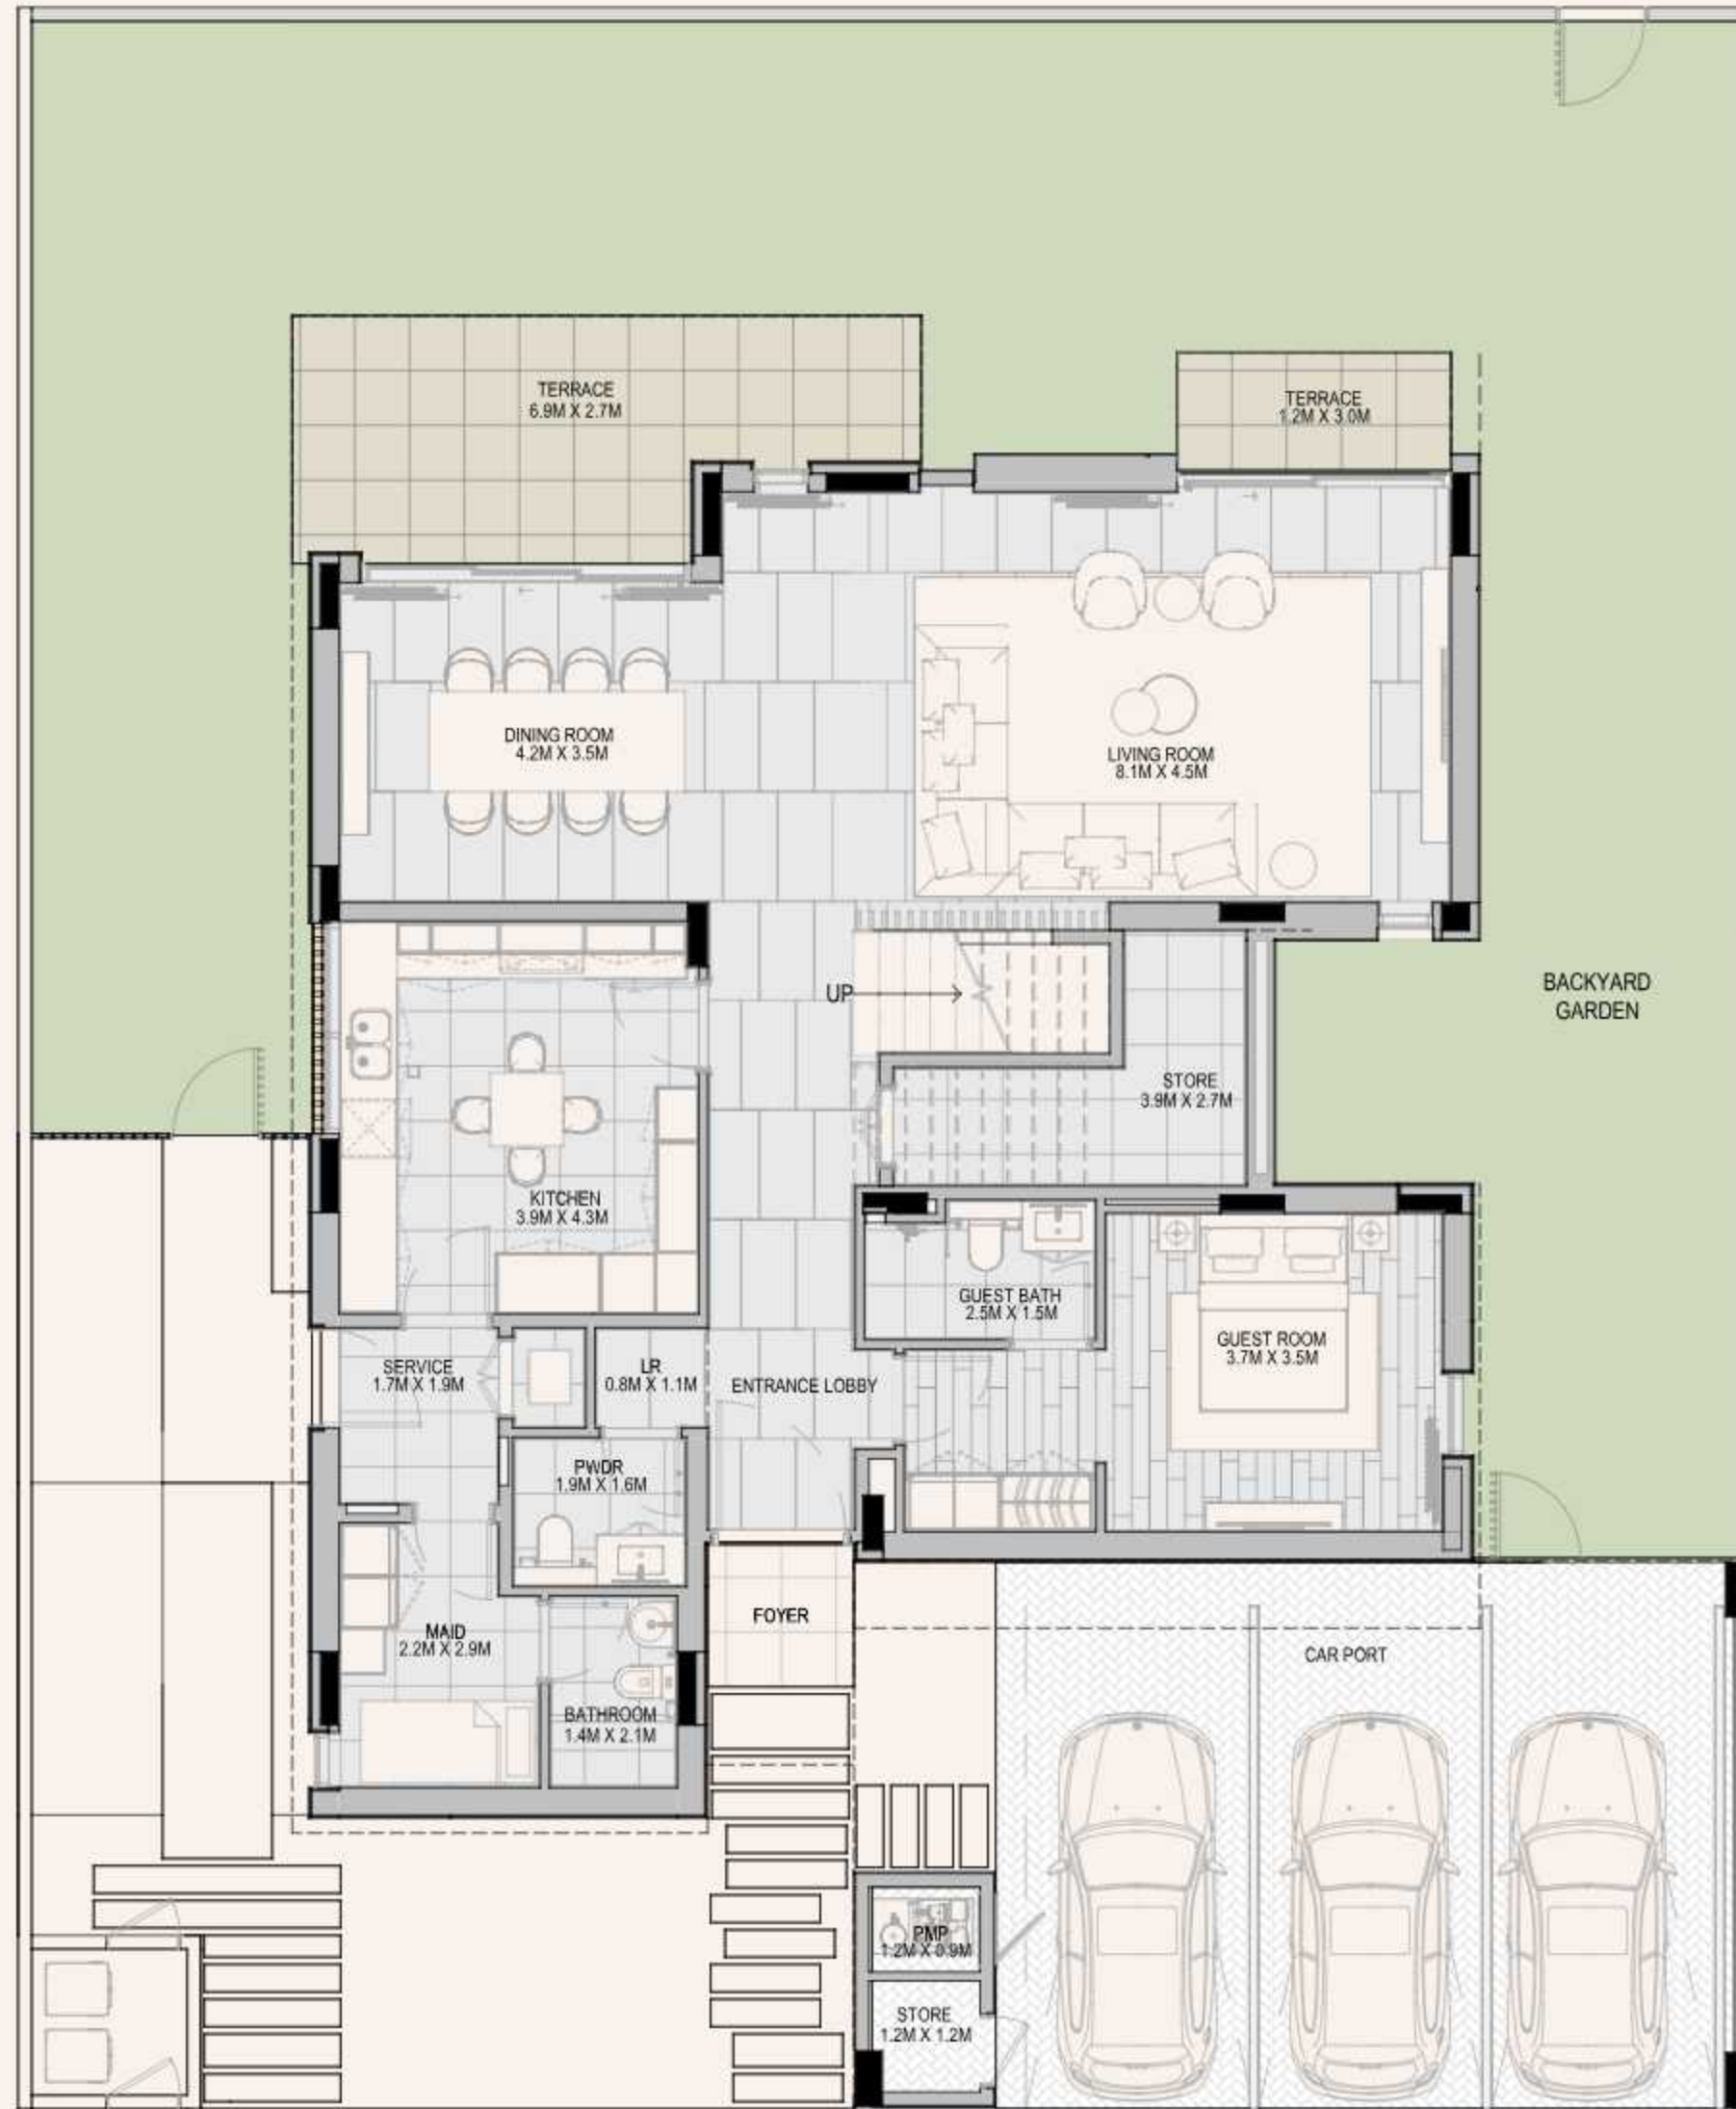 TERRACE
6.9M X 2.7M
TERRACE
1.2M X 3.0M
DINING ROOM
4.2M X 3.5M
LIVING ROOM
8.1M X 4.5M
BACKYARD
GARDEN
UP
STORE
3.9M X 2.7M
KITCHEN
3.9M X 4.3M
GUEST BATH
2.5M X 1.5M
GUEST ROOM
3.7M X 3.5M
SERVICE
1.7M X 1.9M
LR
0.8M X 1.1M
ENTRANCE LOBBY
PWDR
1.9M X 1.6M
FOYER
MAID
2.2M X 2.9M
CAR PORT
BATHROOM
1.4M X 2.1M
PMP
1.2M X 0.9M
STORE
1.2M X 1.2M